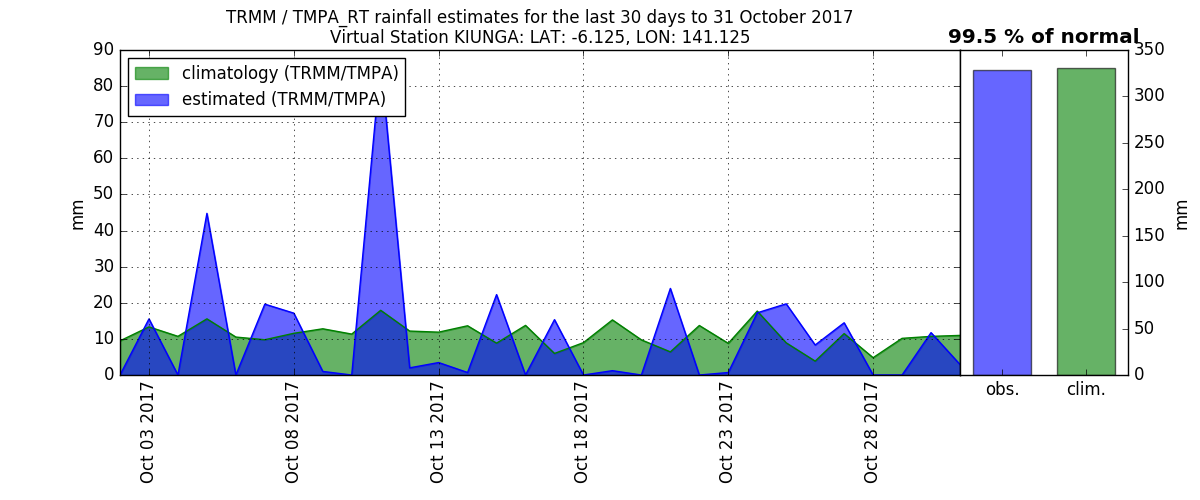 TRMM / TMPA_RT rainfall estimates for the last 30 days to 31 October 2017
Virtual Station KIUNGA: LAT: -6.125, LON: 141.125
99.5 % of normal
climatology (TRMM/TMPA)
estimated (TRMM/TMPA)
mm
90
80
70
60
50
40
30
20
10
0
Oct 03 2017
Oct 08 2017
Oct 13 2017
Oct 18 2017
Oct 23 2017
Oct 28 2017
obs.
clim.
350
300
250
200
150
100
50
0
mm